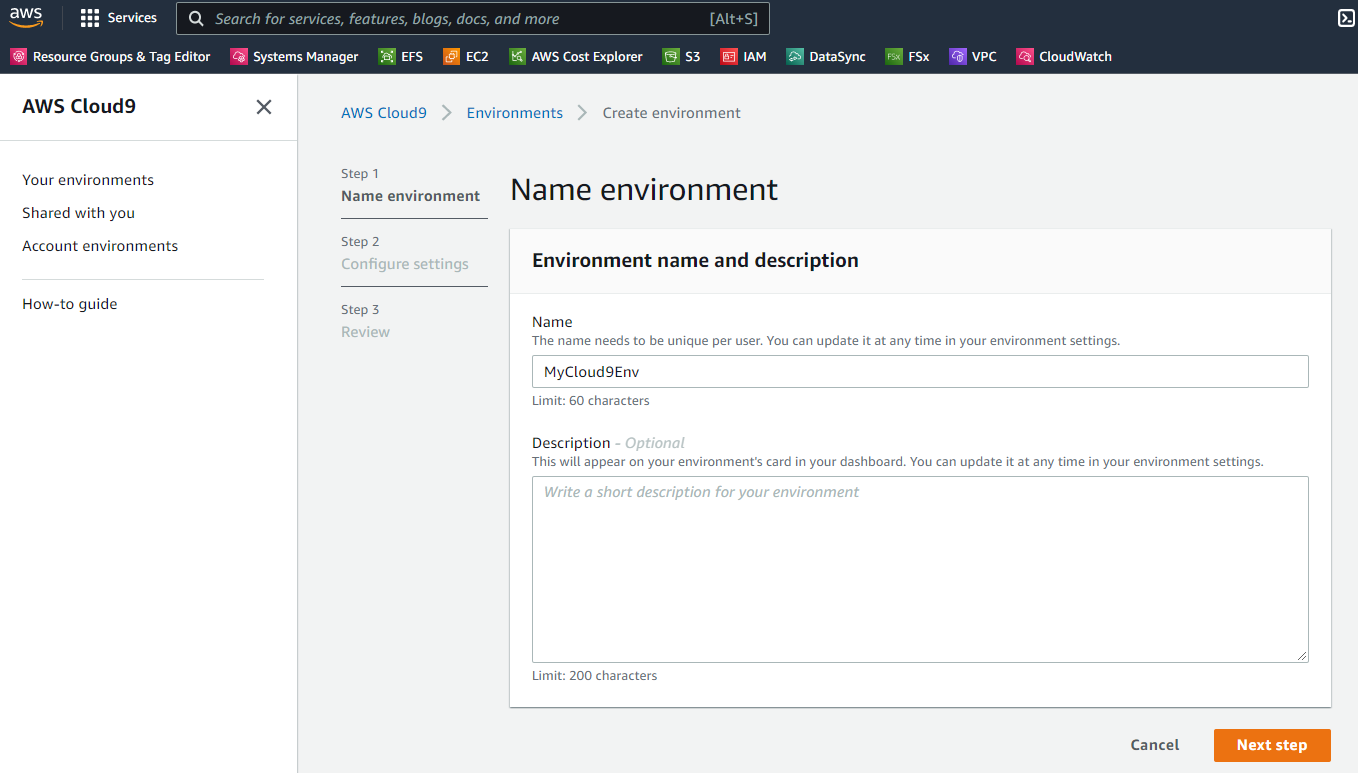 aws Services Search for services, features, blogs, docs, and more [Alt+S]
Resource Groups & Tag Editor Systems Manager EFS EC2 AWS Cost Explorer S3 IAM DataSync FSx FSx VPC CloudWatch
AWS Cloud9
Your environments
Shared with you
Account environments
How-to guide
AWS Cloud9 Environments Create environment
Step 1
Name environment
Step 2
Configure settings
Step 3
Review
Name environment
Environment name and description
Name
The name needs to be unique per user. You can update it at any time in your environment settings.
MyCloud9Env
Limit: 60 characters
Description - Optional
This will appear on your environment's card in your dashboard. You can update it at any time in your environment settings.
Write a short description for your environment
Limit: 200 characters
Cancel Next step